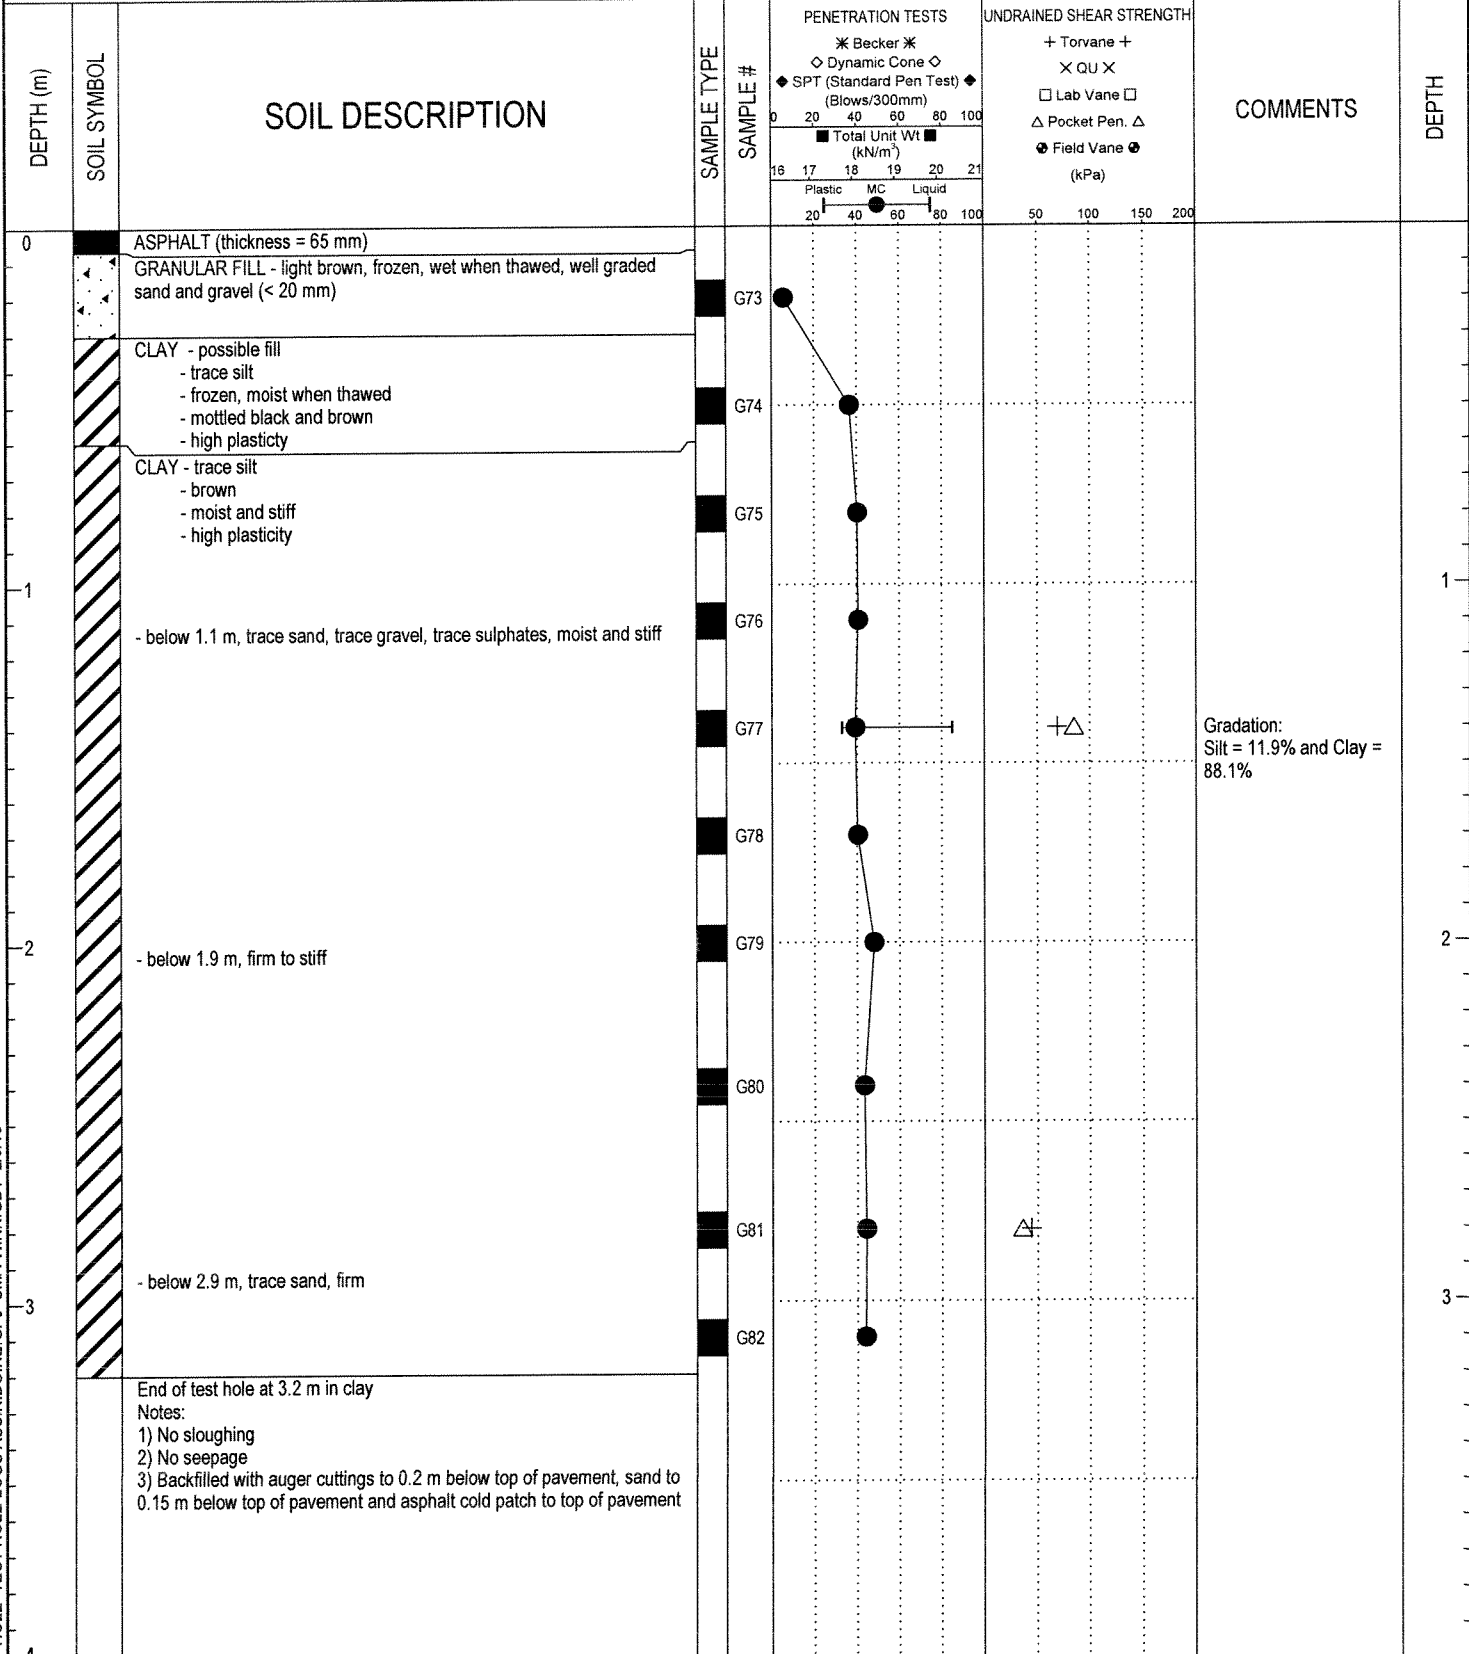 DEPTH (m)
SOIL SYMBOL
SOIL DESCRIPTION
SAMPLE TYPE
SAMPLE #
PENETRATION TESTS
Becker
Dynamic Cone
SPT (Standard Pen Test)
(Blows/300mm)
0 20 40 60 80 100
Total Unit Wt
(kN/m³)
16 17 18 19 20 21
Plastic MC Liquid
20 40 60 80 100
UNDRAINED SHEAR STRENGTH
+ Torvane +
QU
Lab Vane
Pocket Pen.
Field Vane
(kPa)
50 100 150 200
COMMENTS
DEPTH
0
ASPHALT (thickness = 65 mm)
GRANULAR FILL - light brown, frozen, wet when thawed, well graded
sand and gravel (< 20 mm)
G73
CLAY - possible fill
- trace silt
- frozen, moist when thawed
- mottled black and brown
- high plasticty
G74
CLAY - trace silt
- brown
- moist and stiff
- high plasticity
G75
1
1
G76
- below 1.1 m, trace sand, trace gravel, trace sulphates, moist and stiff
G77
Gradation:
Silt = 11.9% and Clay =
88.1%
G78
2
2
G79
- below 1.9 m, firm to stiff
G80
G81
- below 2.9 m, trace sand, firm
3
3
G82
End of test hole at 3.2 m in clay
Notes:
1) No sloughing
2) No seepage
3) Backfilled with auger cuttings to 0.2 m below top of pavement, sand to
0.15 m below top of pavement and asphalt cold patch to top of pavement